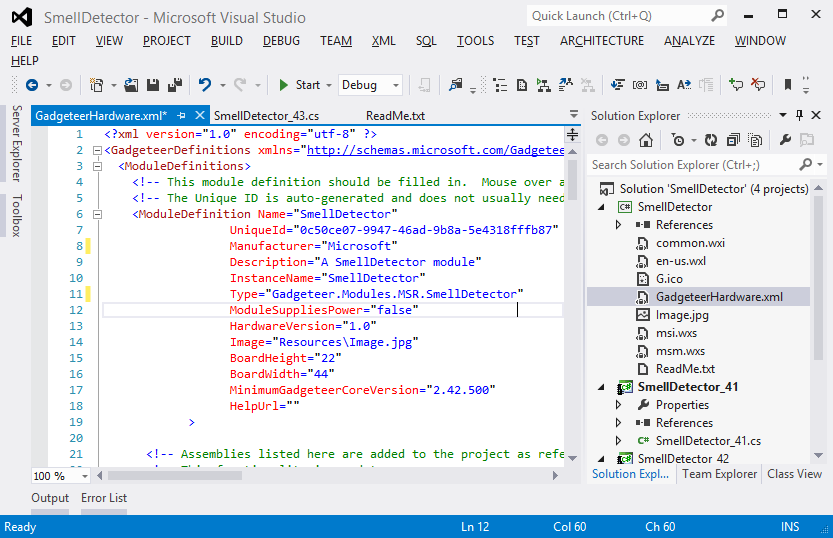 SmellDetector - Microsoft Visual Studio
Quick Launch (Ctrl+Q)
FILE EDIT VIEW PROJECT BUILD DEBUG TEAM XML SQL TOOLS TEST ARCHITECTURE ANALYZE WINDOW
HELP
Start Debug
Server Explorer
Toolbox
GadgeteerHardware.xml* SmellDetector_43.cs ReadMe.txt
1 <?xml version="1.0" encoding="utf-8" ?>
2 <GadgeteerDefinitions xmlns="http://schemas.microsoft.com/Gadgetee
3 <ModuleDefinitions>
4 <!-- This module definition should be filled in.  Mouse over a
5 <!-- The Unique ID is auto-generated and does not usually need
6 <ModuleDefinition Name="SmellDetector"
7 UniqueId="0c50ce07-9947-46ad-9b8a-5e4318fffb87"
8 Manufacturer="Microsoft"
9 Description="A SmellDetector module"
10 InstanceName="SmellDetector"
11 Type="Gadgeteer.Modules.MSR.SmellDetector"
12 ModuleSuppliesPower="false"
13 HardwareVersion="1.0"
14 Image="Resources\Image.jpg"
15 BoardHeight="22"
16 BoardWidth="44"
17 MinimumGadgeteerCoreVersion="2.42.500"
18 HelpUrl=""
19 >
20
21 <!-- Assemblies listed here are added to the project as refe
100 %
Solution Explorer
Search Solution Explorer (Ctrl+;)
Solution 'SmellDetector' (4 projects)
SmellDetector
References
common.wxi
en-us.wxl
G.ico
GadgeteerHardware.xml
Image.jpg
msi.wxs
msm.wxs
ReadMe.txt
SmellDetector_41
Properties
References
SmellDetector_41.cs
SmellDetector_42
Solution Expl... Team Explorer Class View
Output Error List
Ready Ln 12 Col 60 Ch 60 INS